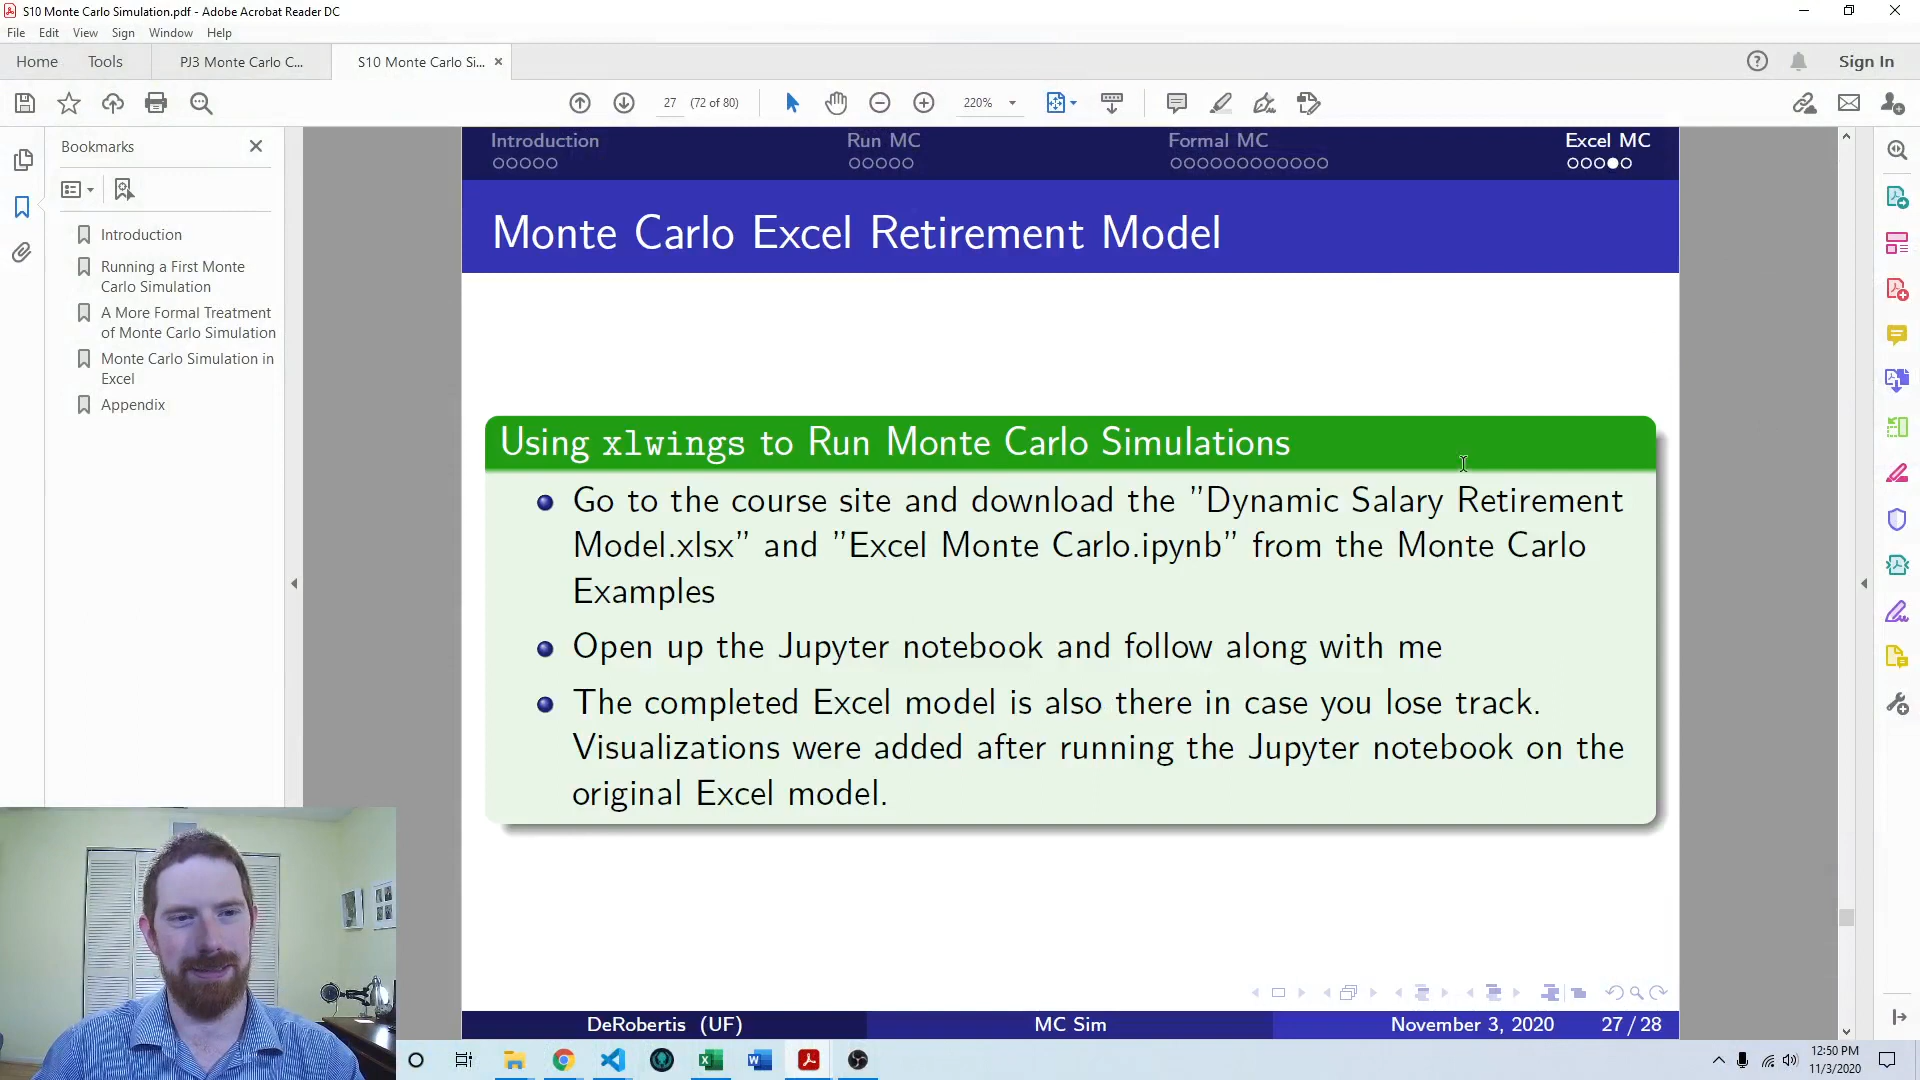 S10 Monte Carlo Simulation.pdf - Adobe Acrobat Reader DC
File Edit View Sign Window Help
Home Tools PJ3 Monte Carlo C... S10 Monte Carlo Si... Sign In
27 (72 of 80) 220%
Bookmarks
Introduction
Running a First Monte
Carlo Simulation
A More Formal Treatment
of Monte Carlo Simulation
Monte Carlo Simulation in
Excel
Appendix
Introduction Run MC Formal MC Excel MC
Monte Carlo Excel Retirement Model
Using xlwings to Run Monte Carlo Simulations
Go to the course site and download the ”Dynamic Salary Retirement
Model.xlsx” and ”Excel Monte Carlo.ipynb” from the Monte Carlo
Examples
Open up the Jupyter notebook and follow along with me
The completed Excel model is also there in case you lose track.
Visualizations were added after running the Jupyter notebook on the
original Excel model.
DeRobertis (UF) MC Sim November 3, 2020 27 / 28
12:50 PM
11/3/2020